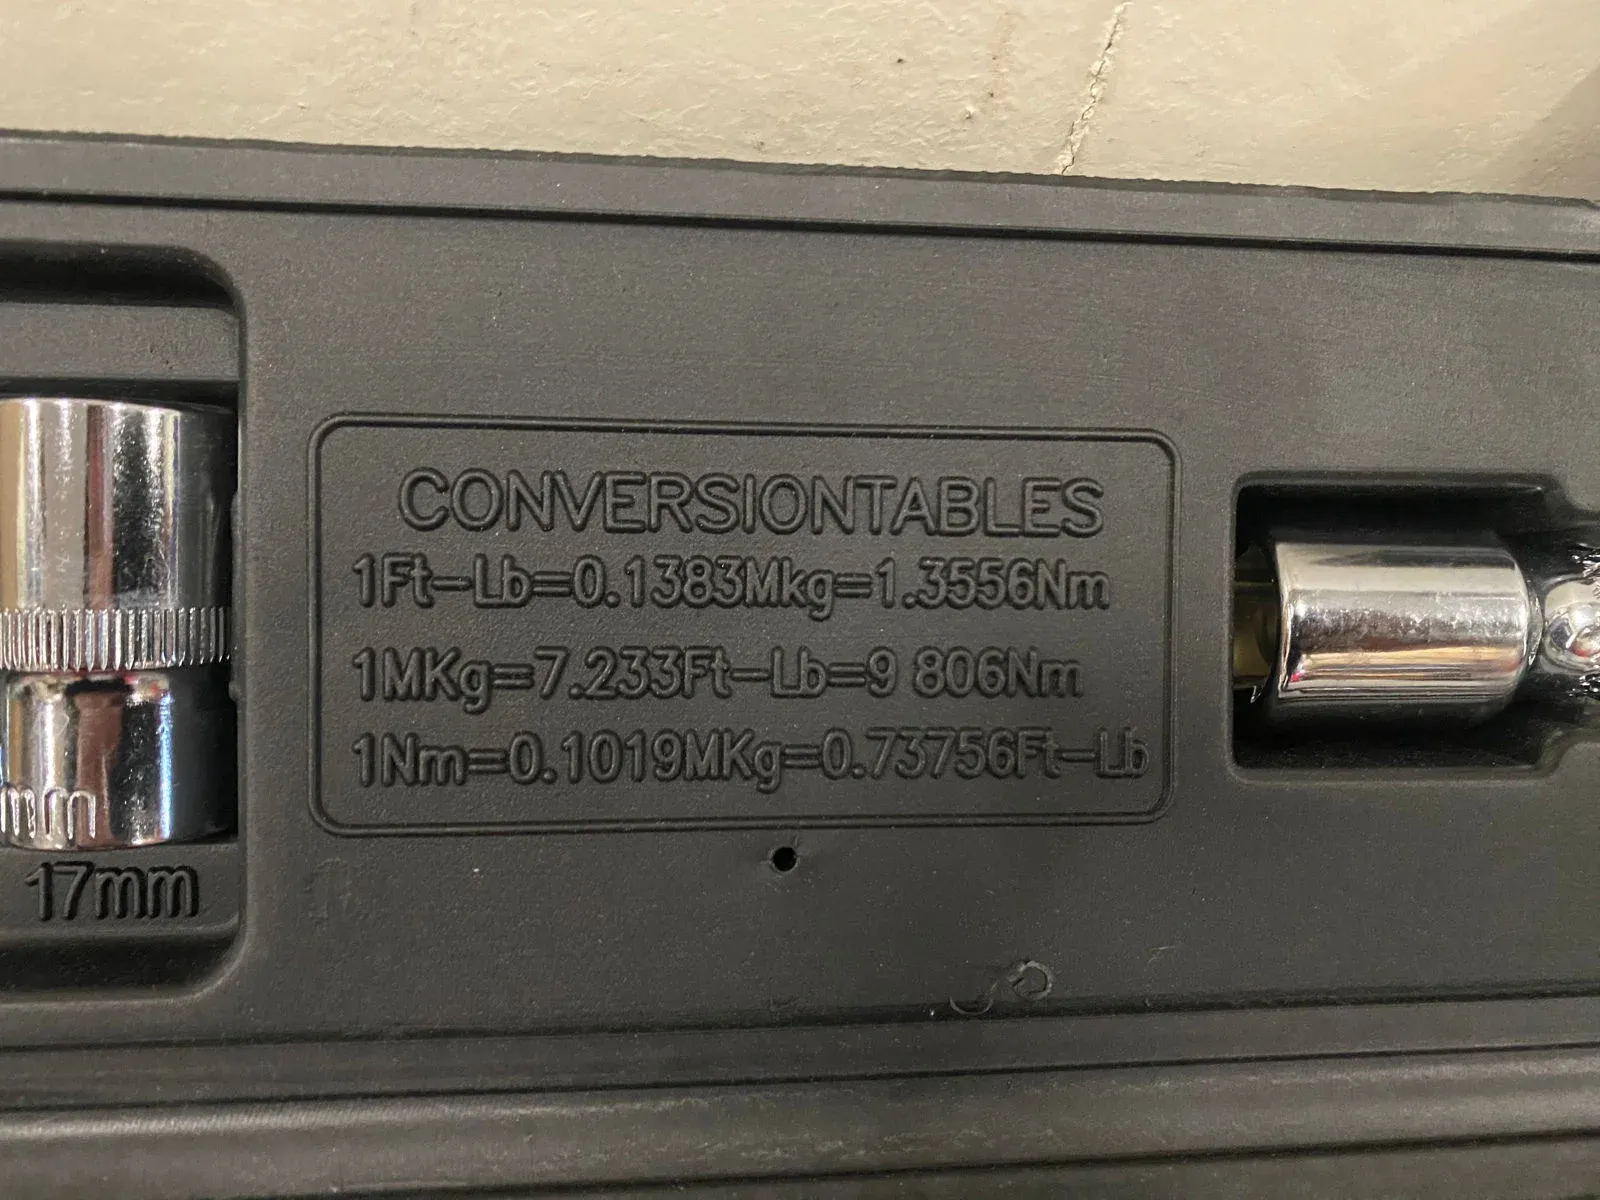 CONVERSIONTABLES
1Ft-Lb=0.1383Mkg=1.3556Nm
1MKg=7.233Ft-Lb=9 806Nm
1Nm=0.1019MKg=0.73756Ft-Lb
mm
17mm